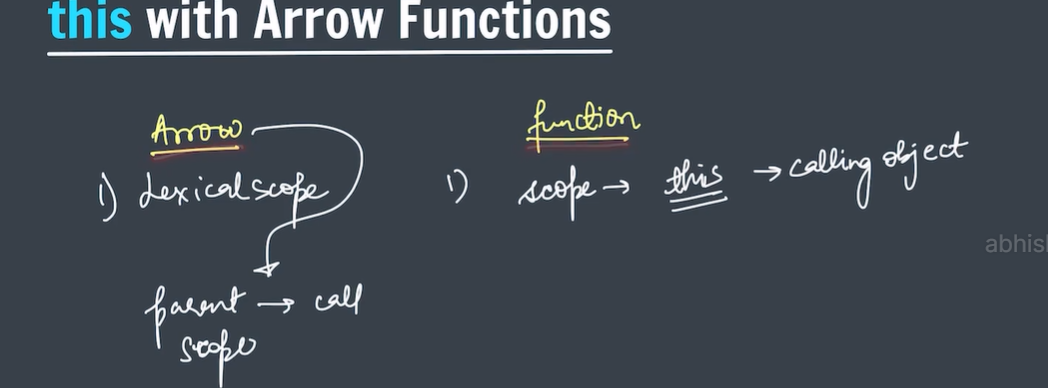 this with Arrow Functions
Arrow
1) Lexical scope
parent → call
scope
function
1) scope → this → calling object
abhis